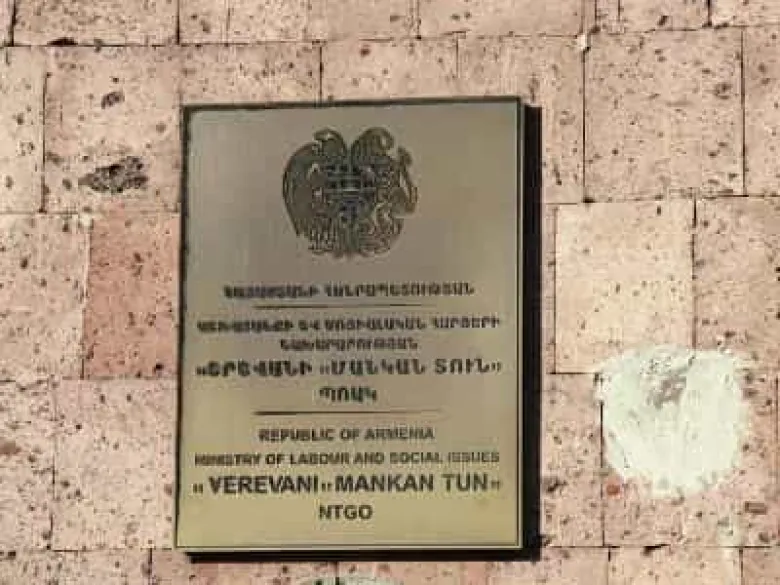 ՀԱՅԱՍՏԱՆԻ ՀԱՆՐԱՊԵՏՈՒԹՅԱՆ
ԱՇԽԱՏԱՆՔԻ ԵՎ ՍՈՑԻԱԼԱԿԱՆ ՀԱՐՑԵՐԻ
ՆԱԽԱՐԱՐՈՒԹՅԱՆ
«ԵՐԵՎԱՆԻ «ՄԱՆԿԱՆ ՏՈՒՆ»
ՊՈԱԿ
REPUBLIC OF ARMENIA
MINISTRY OF LABOUR AND SOCIAL ISSUES
«YEREVANI «MANKAN TUN»
NTGO